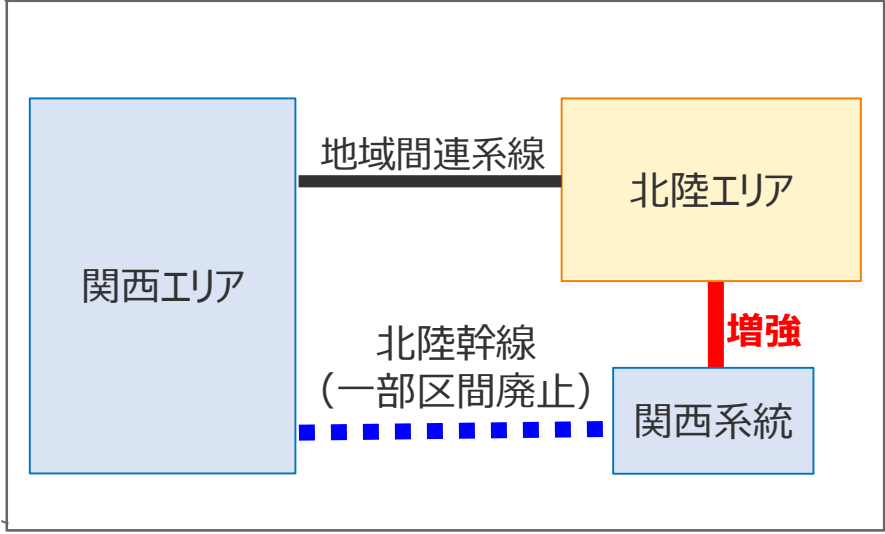 地域間連系線
北陸エリア
関西エリア
増強
北陸幹線
（一部区間廃止）
関西系統